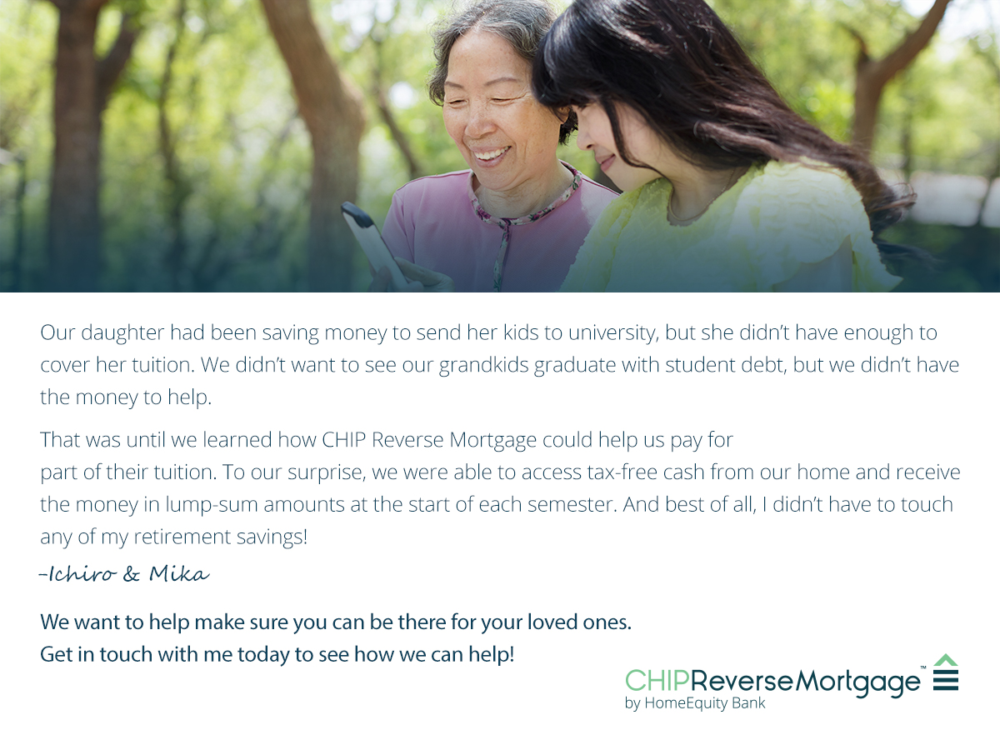 Our daughter had been saving money to send her kids to university, but she didn’t have enough to
cover her tuition. We didn’t want to see our grandkids graduate with student debt, but we didn’t have
the money to help.
That was until we learned how CHIP Reverse Mortgage could help us pay for
part of their tuition. To our surprise, we were able to access tax-free cash from our home and receive
the money in lump-sum amounts at the start of each semester. And best of all, I didn’t have to touch
any of my retirement savings!
-Ichiro & Mika
We want to help make sure you can be there for your loved ones.
Get in touch with me today to see how we can help!
CHIPReverseMortgage™
by HomeEquity Bank